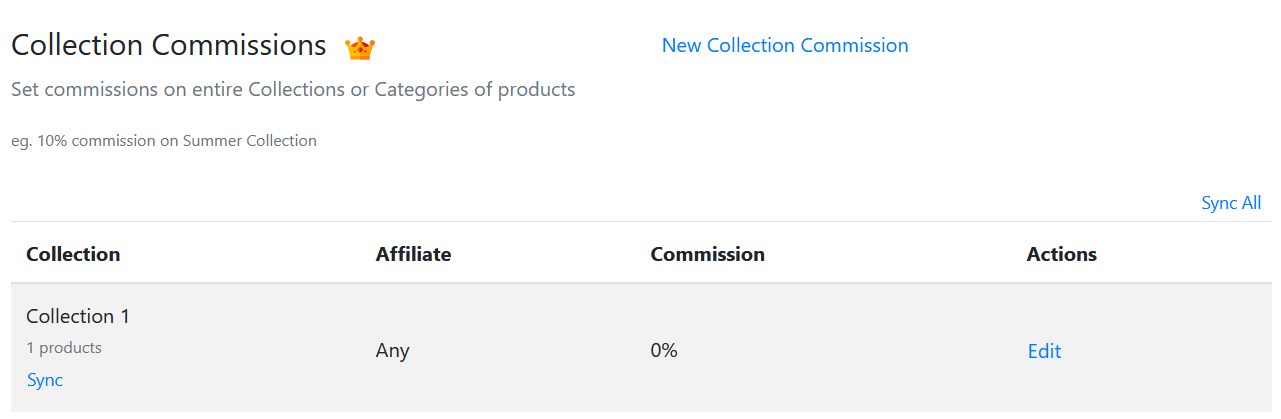 Collection Commissions
New Collection Commission
Set commissions on entire Collections or Categories of products
eg. 10% commission on Summer Collection
Sync All
Collection Affiliate Commission Actions
Collection 1
1 products
Any 0% Edit
Sync